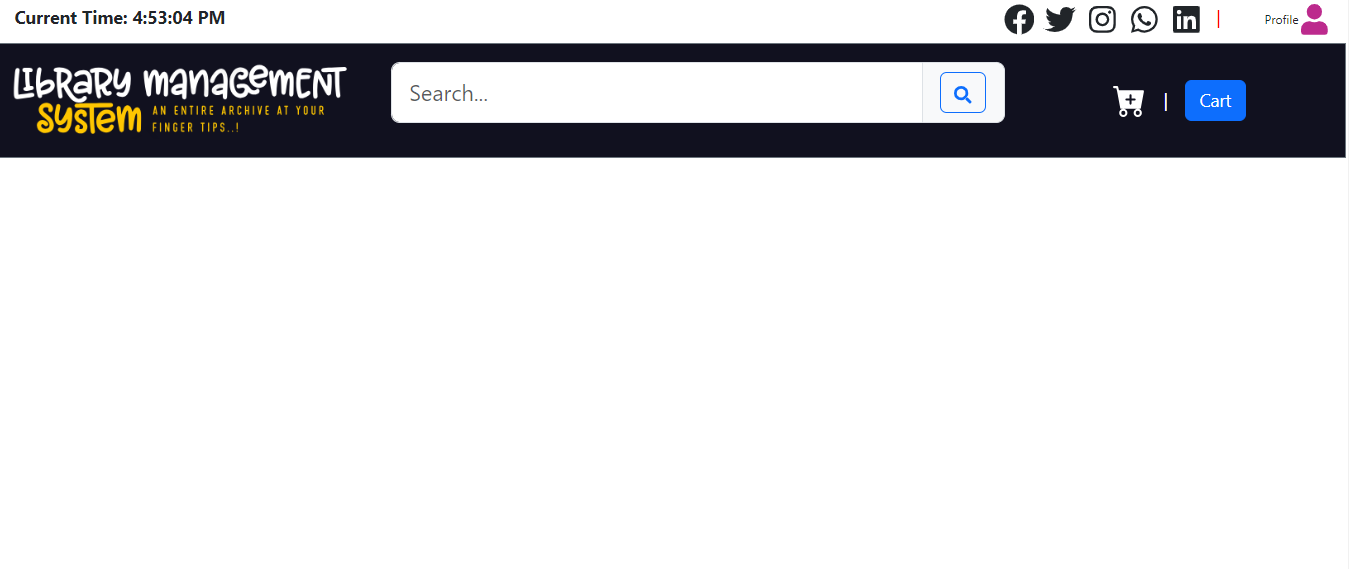 Current Time: 4:53:04 PM
Profile
LIbRARY MANAGEMENT
SYSTEM AN ENTIRE ARCHIVE AT YOUR
FINGER TIPS..!
Search...
| Cart